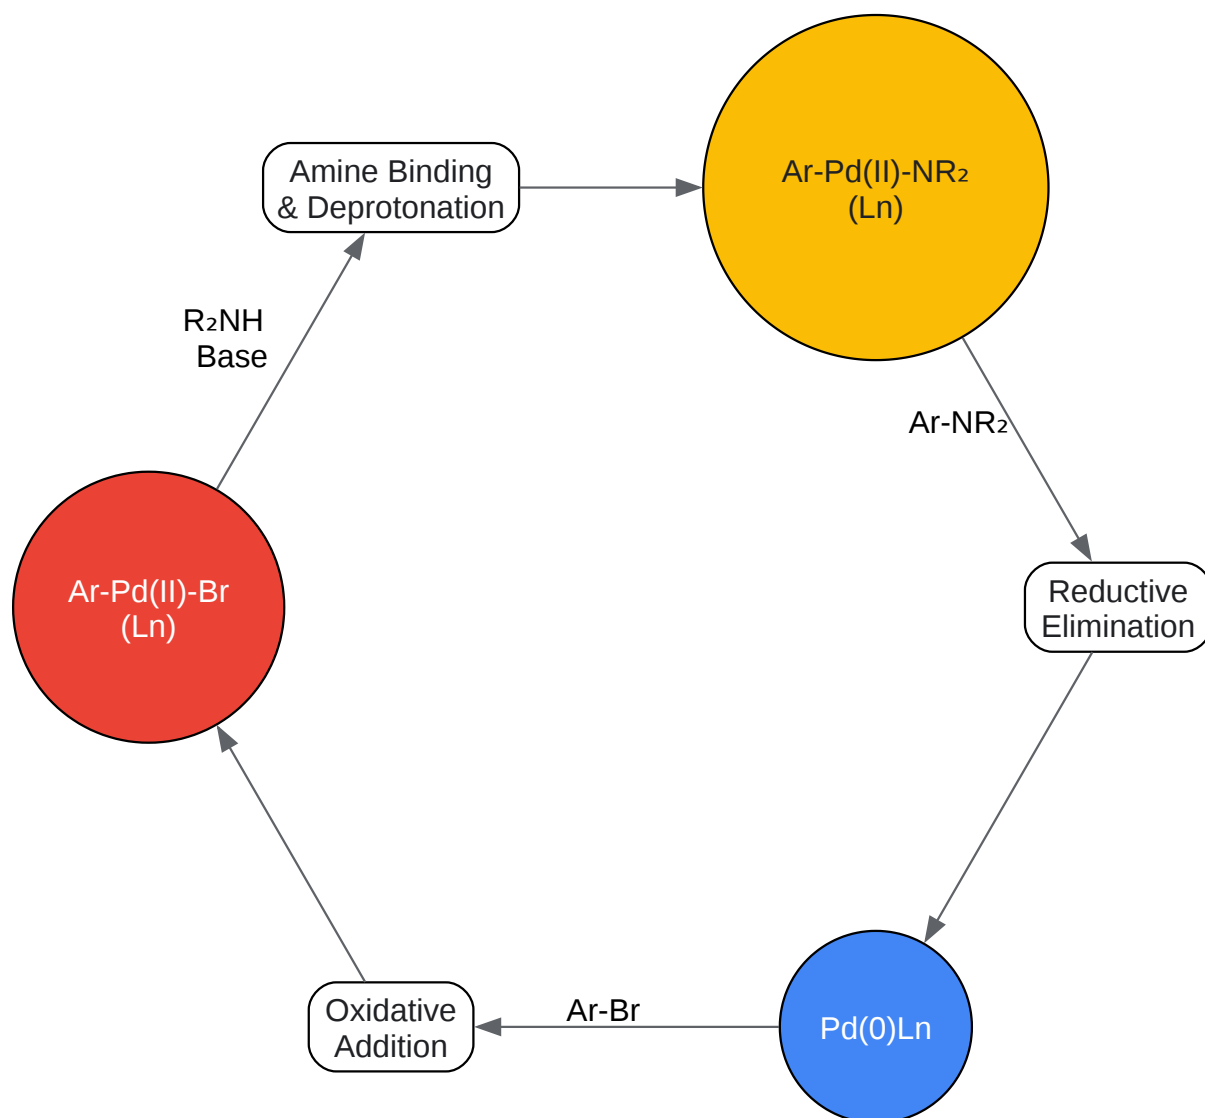 Amine Binding
& Deprotonation
Ar-Pd(II)-NR₂
(Ln)
R₂NH
Base
Ar-NR₂
Ar-Pd(II)-Br
(Ln)
Reductive
Elimination
Oxidative
Addition
Ar-Br
Pd(0)Ln